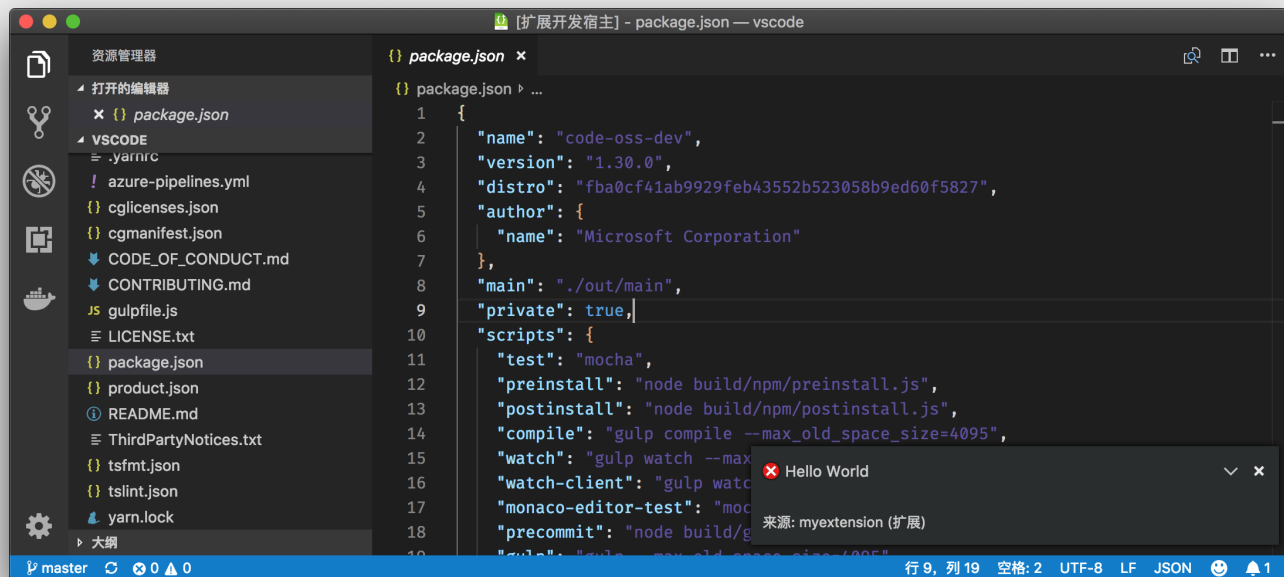 [扩展开发宿主] - package.json — vscode
资源管理器
打开的编辑器
package.json
VSCODE
.yarnrc
azure-pipelines.yml
cglicenses.json
cgmanifest.json
CODE_OF_CONDUCT.md
CONTRIBUTING.md
JS gulpfile.js
LICENSE.txt
package.json
product.json
README.md
ThirdPartyNotices.txt
tsfmt.json
tslint.json
yarn.lock
大纲
{} package.json
{} package.json ...
1 {
2 "name": "code-oss-dev",
3 "version": "1.30.0",
4 "distro": "fba0cf41ab9929feb43552b523058b9ed60f5827",
5 "author": {
6 "name": "Microsoft Corporation"
7 },
8 "main": "./out/main",
9 "private": true,
10 "scripts": {
11 "test": "mocha",
12 "preinstall": "node build/npm/preinstall.js",
13 "postinstall": "node build/npm/postinstall.js",
14 "compile": "gulp compile --max_old_space_size=4095",
15 "watch": "gulp watch --max
16 "watch-client": "gulp watc
17 "monaco-editor-test": "moc
18 "precommit": "node build/g
19 "gulp": "gulp --max_old_space_size=4095"
Hello World
来源: myextension (扩展)
master 0 0
行 9，列 19 空格: 2 UTF-8 LF JSON 1